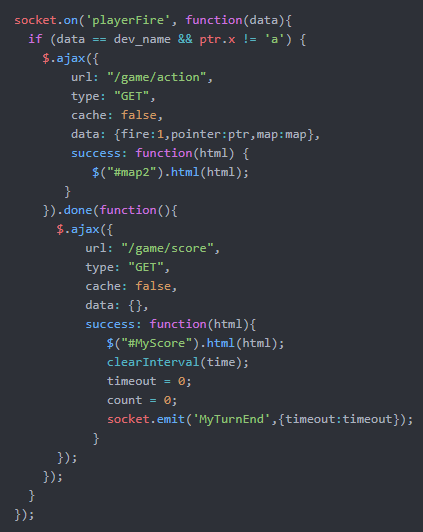 socket.on('playerFire', function(data){
  if (data == dev_name && ptr.x != 'a') {
    $.ajax({
        url: "/game/action",
        type: "GET",
        cache: false,
        data: {fire:1,pointer:ptr,map:map},
        success: function(html) {
           $("#map2").html(html);
       }
    }).done(function(){
      $.ajax({
          url: "/game/score",
          type: "GET",
          cache: false,
          data: {},
          success: function(html){
             $("#MyScore").html(html);
             clearInterval(time);
             timeout = 0;
             count = 0;
             socket.emit('MyTurnEnd',{timeout:timeout});
           }
      });
    });
  }
});